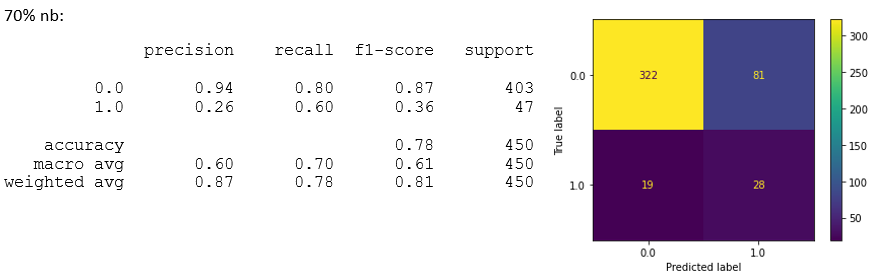 70% nb:
precision recall f1-score support
0.0 0.94 0.80 0.87 403
1.0 0.26 0.60 0.36 47
accuracy 0.78 450
macro avg 0.60 0.70 0.61 450
weighted avg 0.87 0.78 0.81 450
True label
0.0
1.0
322 81
19 28
0.0 1.0
Predicted label
300
250
200
150
100
50